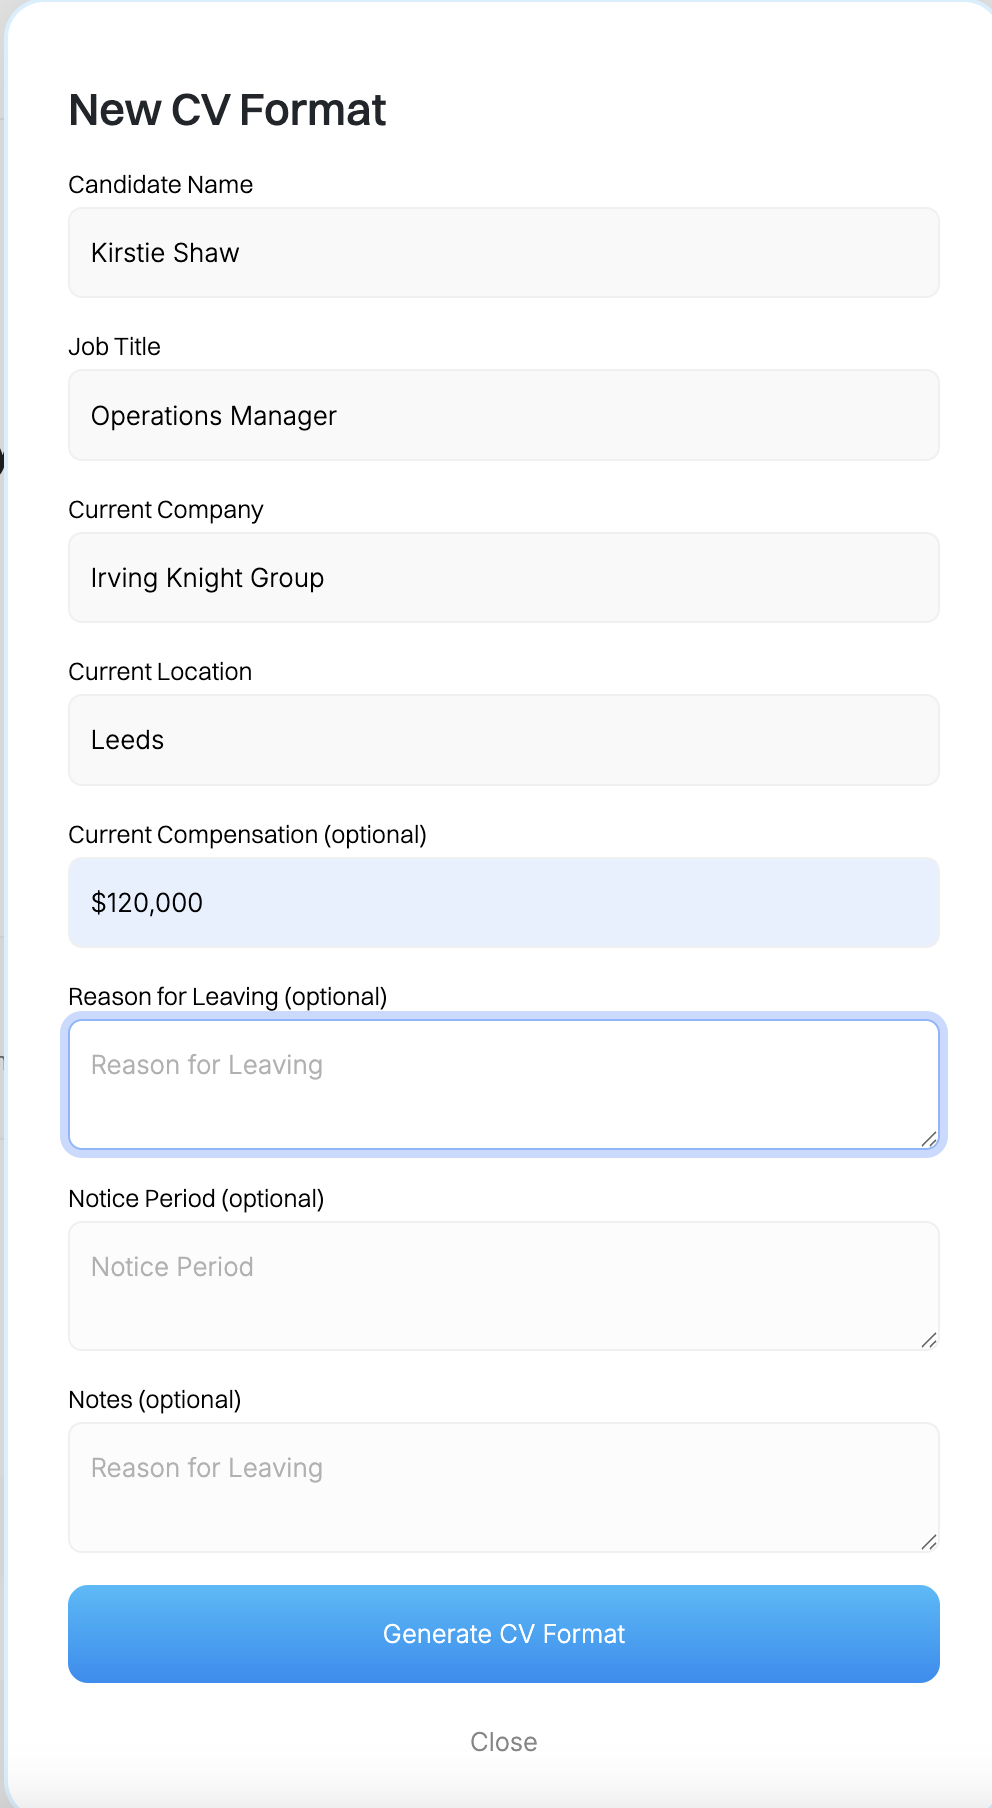 New CV Format
Candidate Name
Kirstie Shaw
Job Title
Operations Manager
Current Company
Irving Knight Group
Current Location
Leeds
Current Compensation (optional)
$120,000
Reason for Leaving (optional)
Reason for Leaving
Notice Period (optional)
Notice Period
Notes (optional)
Reason for Leaving
Generate CV Format
Close